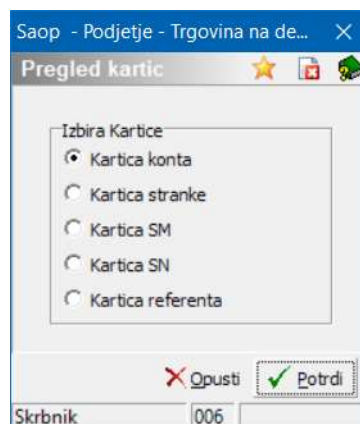 Saop - Podjetje - Trgovina na de...
Pregled kartic
Izbira Kartice
Kartica konta
Kartica stranke
Kartica SM
Kartica SN
Kartica referenta
Opusti Potrdi
Skrbnik 006